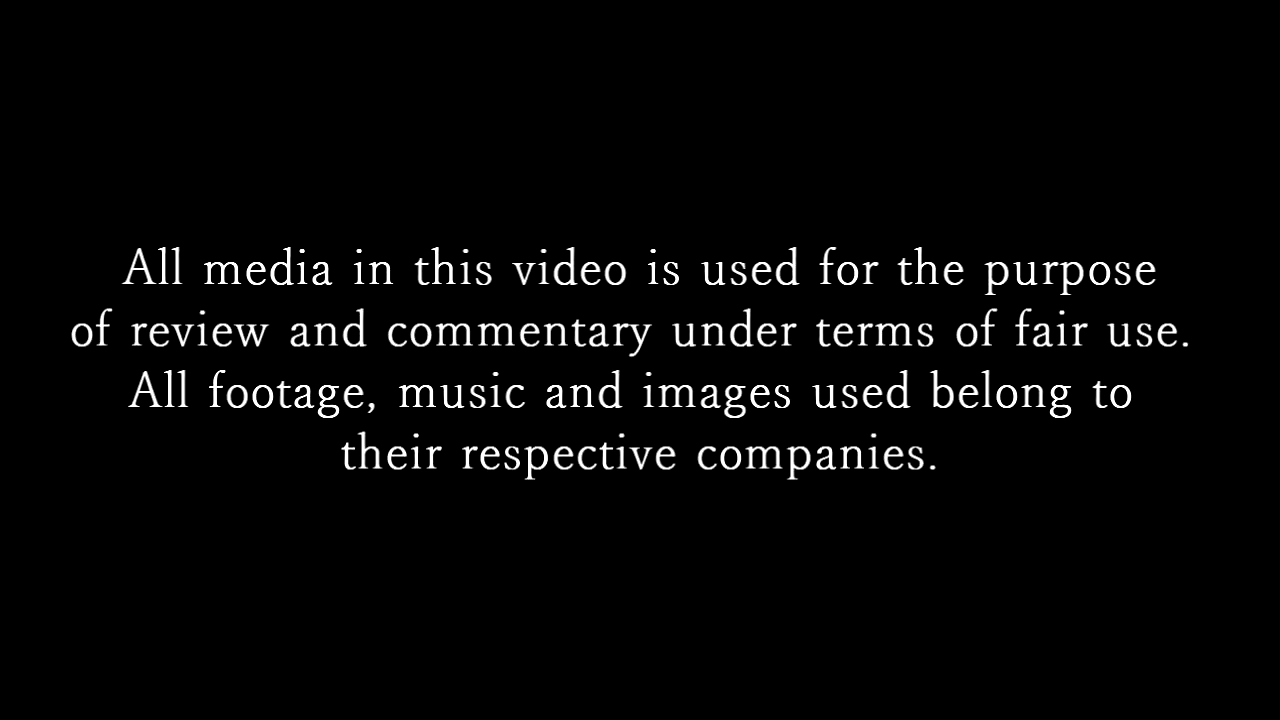 All media in this video is used for the purpose
of review and commentary under terms of fair use.
All footage, music and images used belong to
their respective companies.